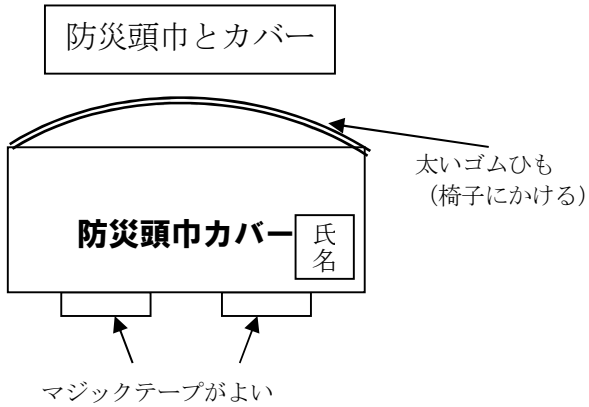 防災頭巾とカバー
太いゴムひも
（椅子にかける）
防災頭巾カバー
氏
名
マジックテープがよい